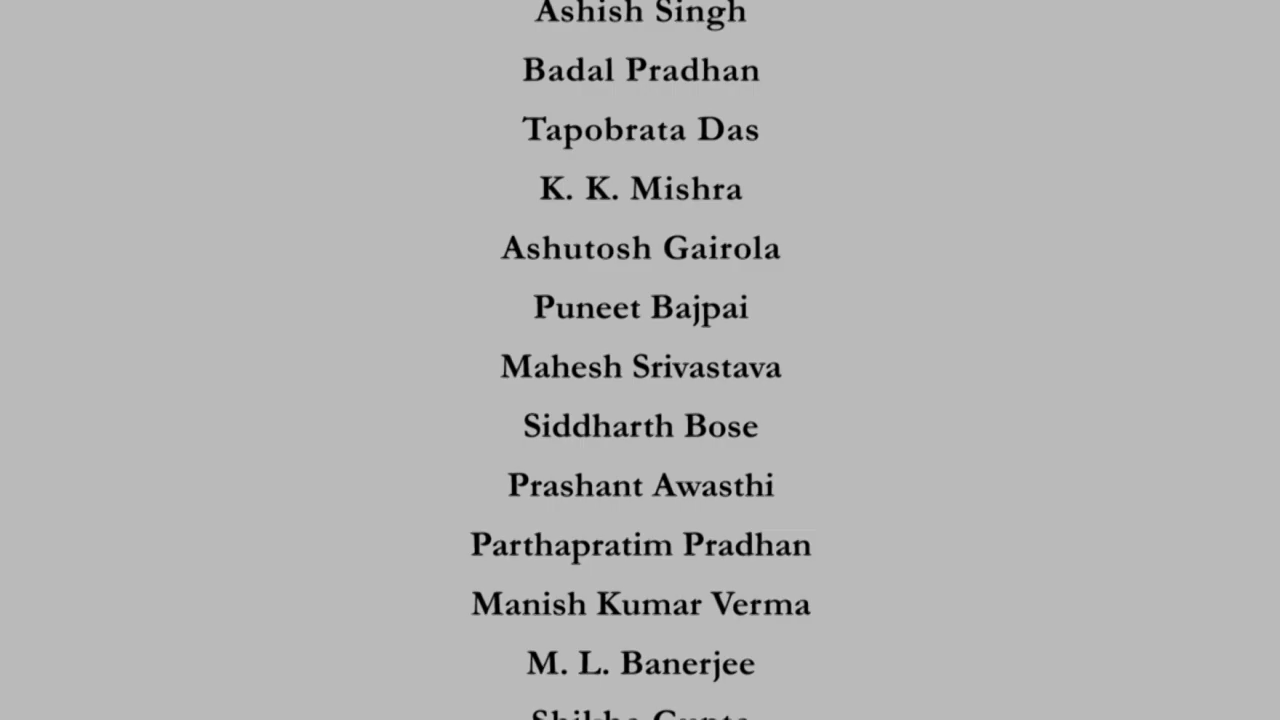 Ashish Singh
Badal Pradhan
Tapobrata Das
K. K. Mishra
Ashutosh Gairola
Puneet Bajpai
Mahesh Srivastava
Siddharth Bose
Prashant Awasthi
Parthapratim Pradhan
Manish Kumar Verma
M. L. Banerjee